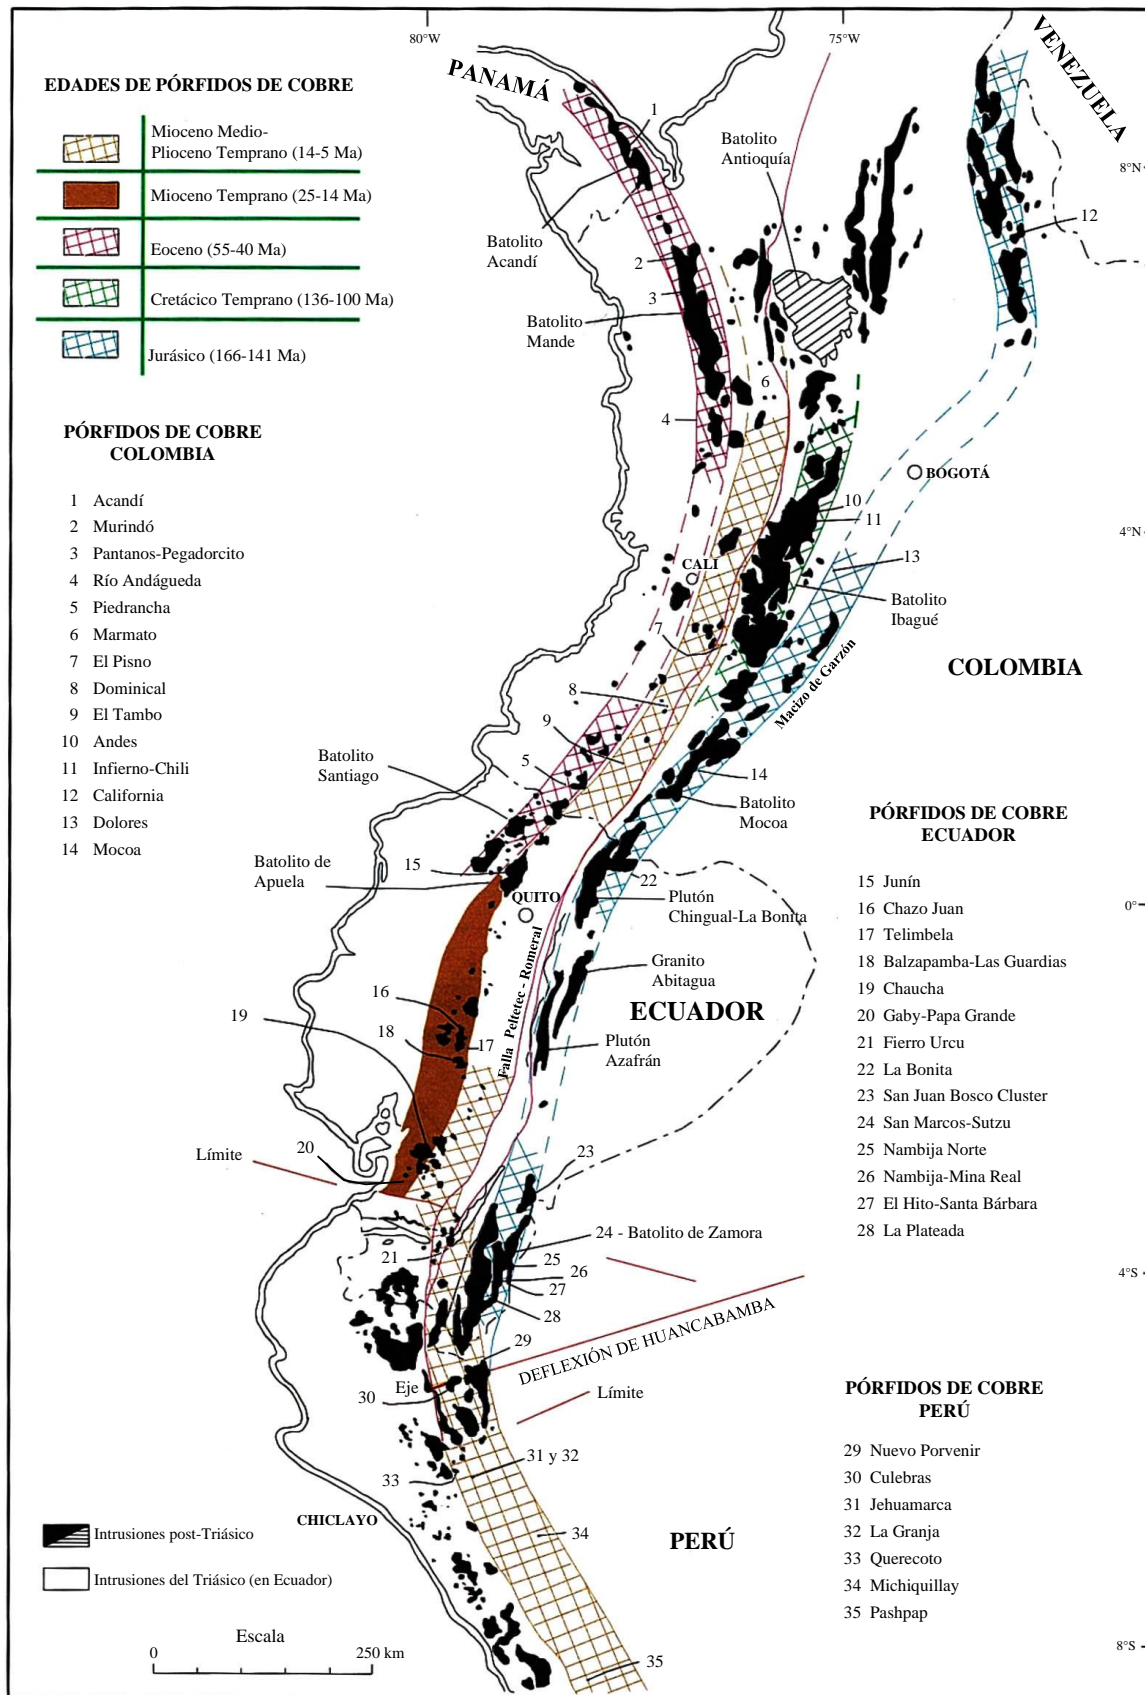 80°W
75°W
VENEZUELA
PANAMÁ
EDADES DE PÓRFIDOS DE COBRE
Mioceno Medio-
Plioceno Temprano (14-5 Ma)
Mioceno Temprano (25-14 Ma)
Eoceno (55-40 Ma)
Cretácico Temprano (136-100 Ma)
Jurásico (166-141 Ma)
1
Batolito
Antioquía
8°N
12
Batolito
Acandí
2
3
Batolito
Mande
6
4
PÓRFIDOS DE COBRE
COLOMBIA
1 Acandí
2 Murindó
3 Pantanos-Pegadorcito
4 Río Andágueda
5 Piedrancha
6 Marmato
7 El Pisno
8 Dominical
9 El Tambo
10 Andes
11 Infierno-Chili
12 California
13 Dolores
14 Mocoa
BOGOTÁ
10
11
4°N
13
CALI
Batolito
Ibagué
7
COLOMBIA
Macizo de Garzón
8
9
5
Batolito
Santiago
14
Batolito
Mocoa
Batolito de
Apuela
15
QUITO
22
Plutón
Chingual-La Bonita
Granito
Abitagua
ECUADOR
Plutón
Azafrán
Falla Peltetec - Romeral
16
19
18
17
PÓRFIDOS DE COBRE
ECUADOR
15 Junín
16 Chazo Juan
17 Telimbela
18 Balzapamba-Las Guardias
19 Chaucha
20 Gaby-Papa Grande
21 Fierro Urcu
22 La Bonita
23 San Juan Bosco Cluster
24 San Marcos-Sutzu
25 Nambija Norte
26 Nambija-Mina Real
27 El Hito-Santa Bárbara
28 La Plateada
0°
20
Límite
23
24 - Batolito de Zamora
21
25
26
27
28
4°S
29
DEFLEXIÓN DE HUANCABAMBA
Eje
30
Límite
31 y 32
33
CHICLAYO
34
PERÚ
PÓRFIDOS DE COBRE
PERÚ
29 Nuevo Porvenir
30 Culebras
31 Jehuamarca
32 La Granja
33 Querecoto
34 Michiquillay
35 Pashpap
Intrusiones post-Triásico
Intrusiones del Triásico (en Ecuador)
Escala
0 250 km
35
8°S